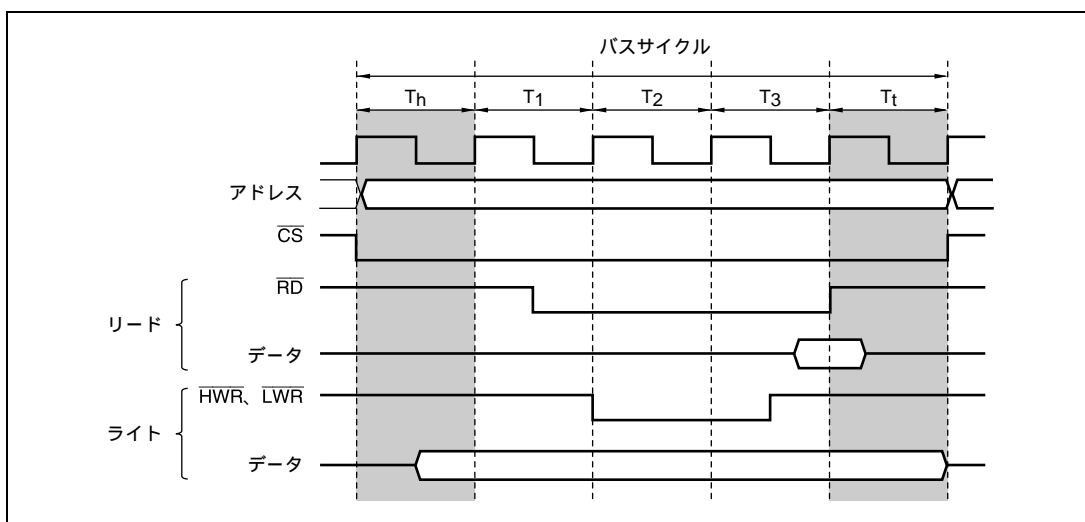 バスサイクル
Th T1 T2 T3 Tt
アドレス
CS
RD
リード
データ
HWR、LWR
ライト
データ